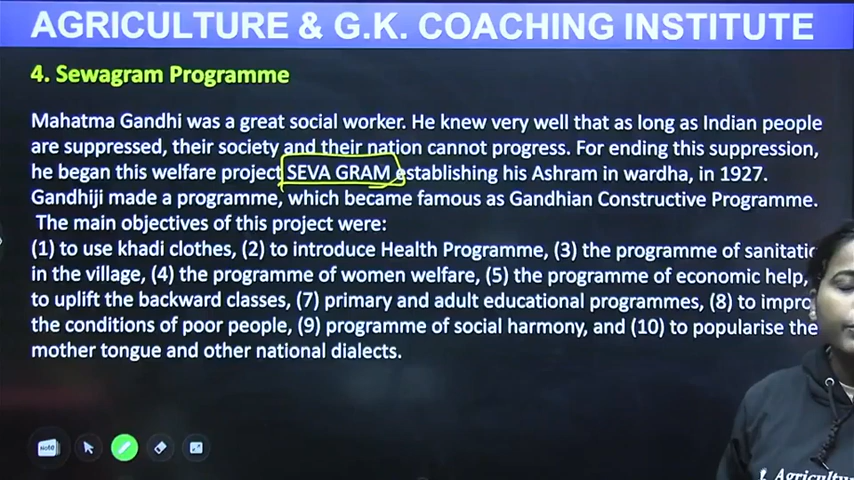 AGRICULTURE & G.K. COACHING INSTITUTE
4. Sewagram Programme
Mahatma Gandhi was a great social worker. He knew very well that as long as Indian people
are suppressed, their society and their nation cannot progress. For ending this suppression,
he began this welfare project SEVA GRAM establishing his Ashram in wardha, in 1927.
Gandhiji made a programme, which became famous as Gandhian Constructive Programme.
The main objectives of this project were:
(1) to use khadi clothes, (2) to introduce Health Programme, (3) the programme of sanitatic
in the village, (4) the programme of women welfare, (5) the programme of economic help,
to uplift the backward classes, (7) primary and adult educational programmes, (8) to impro
the conditions of poor people, (9) programme of social harmony, and (10) to popularise the
mother tongue and other national dialects.
Note
Agricultur